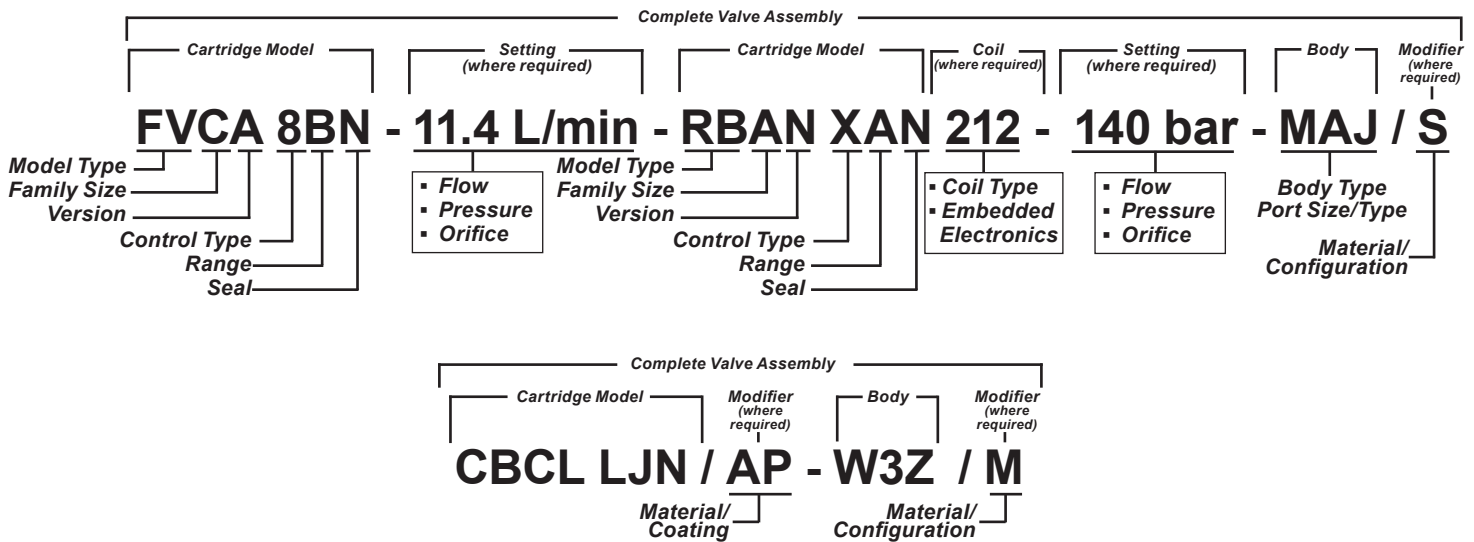 Complete Valve Assembly
Cartridge Model
Setting
(where required)
Cartridge Model
Coil
(where required)
Setting
(where required)
Body
Modifier
(where
required)
FVCA 8BN - 11.4 L/min - RBAN XAN 212 - 140 bar - MAJ / S
Model Type
Family Size
Version
Control Type
Range
Seal
▪ Flow
▪ Pressure
▪ Orifice
Model Type
Family Size
Version
Control Type
Range
Seal
▪ Coil Type
▪ Embedded
Electronics
▪ Flow
▪ Pressure
▪ Orifice
Body Type
Port Size/Type
Material/
Configuration
Complete Valve Assembly
Cartridge Model
Modifier
(where
required)
Body
Modifier
(where
required)
CBCL LJN / AP - W3Z / M
Material/
Coating
Material/
Configuration